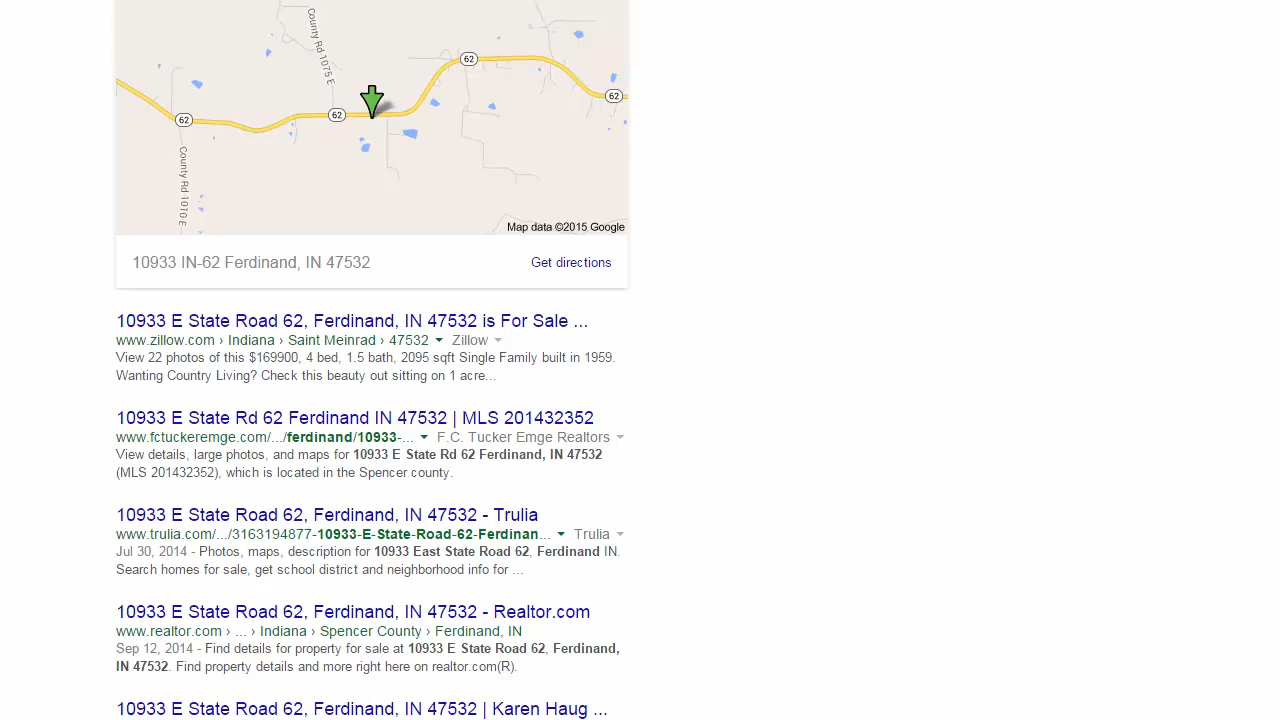 County Rd 1075 E
62
62
62
62
County Rd 1010 E
Map data ©2015 Google
10933 IN-62 Ferdinand, IN 47532
Get directions
10933 E State Road 62, Ferdinand, IN 47532 is For Sale ...
www.zillow.com › Indiana › Saint Meinrad › 47532 Zillow
View 22 photos of this $169900, 4 bed, 1.5 bath, 2095 sqft Single Family built in 1959.
Wanting Country Living? Check this beauty out sitting on 1 acre...
10933 E State Rd 62 Ferdinand IN 47532 | MLS 201432352
www.fctuckeremge.com/.../ferdinand/10933-... F.C. Tucker Emge Realtors
View details, large photos, and maps for 10933 E State Rd 62 Ferdinand, IN 47532
(MLS 201432352), which is located in the Spencer county.
10933 E State Road 62, Ferdinand, IN 47532 - Trulia
www.trulia.com/.../3163194877-10933-E-State-Road-62-Ferdinan... Trulia
Jul 30, 2014 - Photos, maps, description for 10933 East State Road 62, Ferdinand IN.
Search homes for sale, get school district and neighborhood info for ...
10933 E State Road 62, Ferdinand, IN 47532 - Realtor.com
www.realtor.com › ... › Indiana › Spencer County › Ferdinand, IN
Sep 12, 2014 - Find details for property for sale at 10933 E State Road 62, Ferdinand,
IN 47532. Find property details and more right here on realtor.com(R).
10933 E State Road 62, Ferdinand, IN 47532 | Karen Haug ...